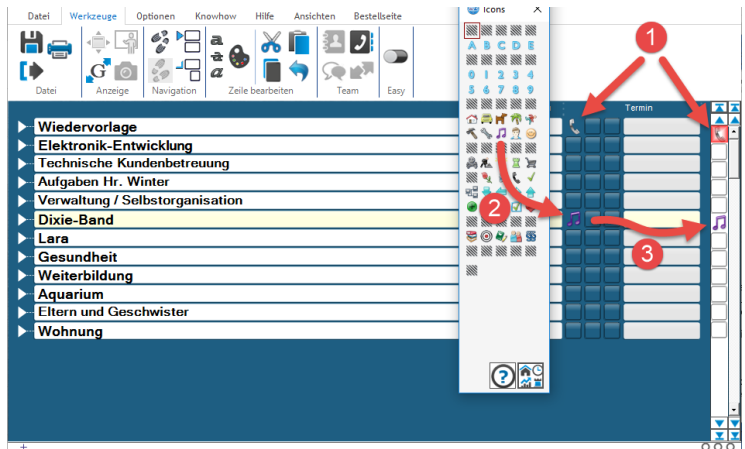 Icons X
Datei Werkzeuge Optionen Knowhow Hilfe Ansichten Bestellseite
1
a
a
G a
Datei Anzeige Navigation Zeile bearbeiten Team Easy
A B C D E
0 1 2 3 4
5 6 7 8 9
Termin
Wiedervorlage
Elektronik-Entwicklung
Technische Kundenbetreuung
Aufgaben Hr. Winter
Verwaltung / Selbstorganisation
2
Dixie-Band
Lara
3
Gesundheit
Weiterbildung
Aquarium
Eltern und Geschwister
Wohnung
?